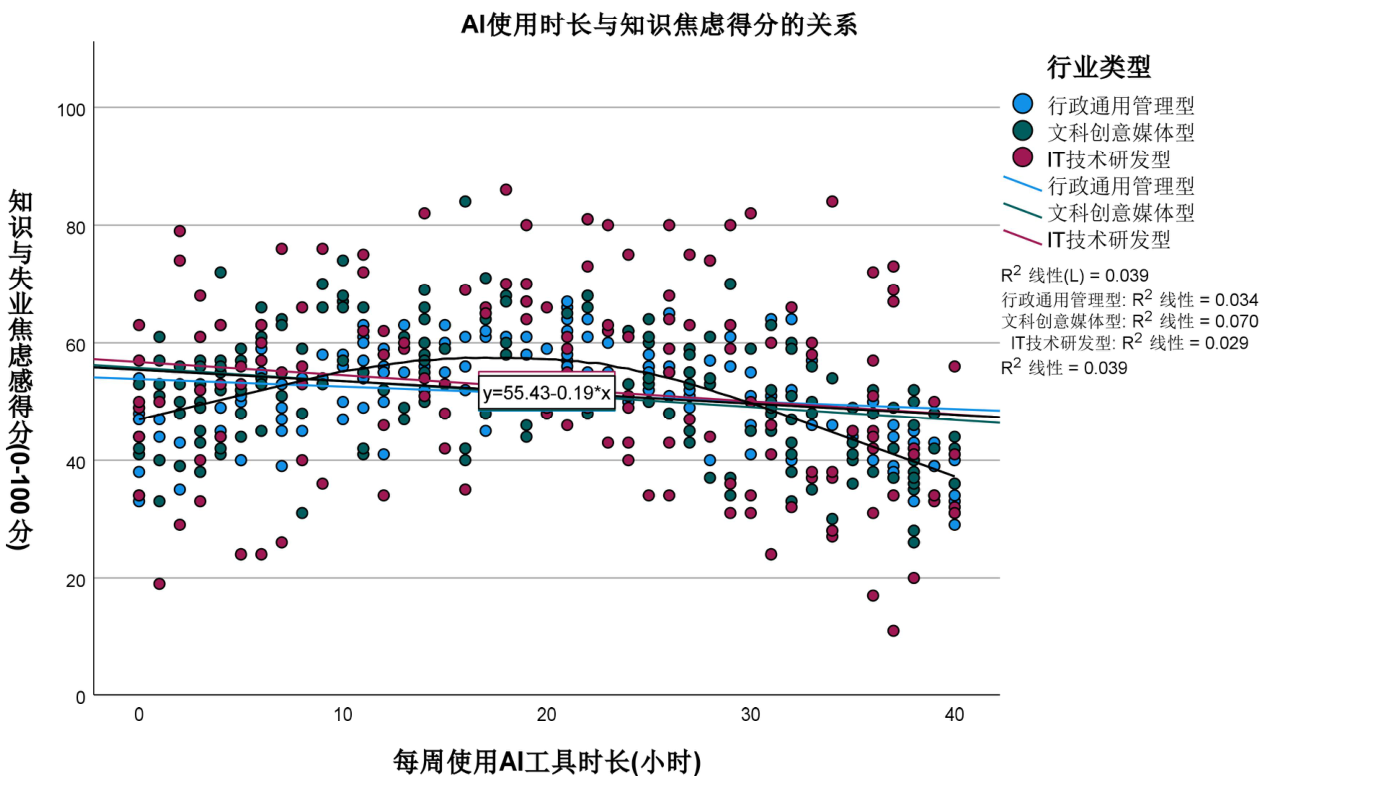 AI使用时长与知识焦虑得分的关系
知识与失业焦虑感得分(0-100分)
100
80
60
40
20
0
y=55.43-0.19*x
0 10 20 30 40
每周使用AI工具时长(小时)
行业类型
行政通用管理型
文科创意媒体型
IT技术研发型
行政通用管理型
文科创意媒体型
IT技术研发型
R² 线性(L) = 0.039
行政通用管理型: R² 线性 = 0.034
文科创意媒体型: R² 线性 = 0.070
IT技术研发型: R² 线性 = 0.029
R² 线性 = 0.039